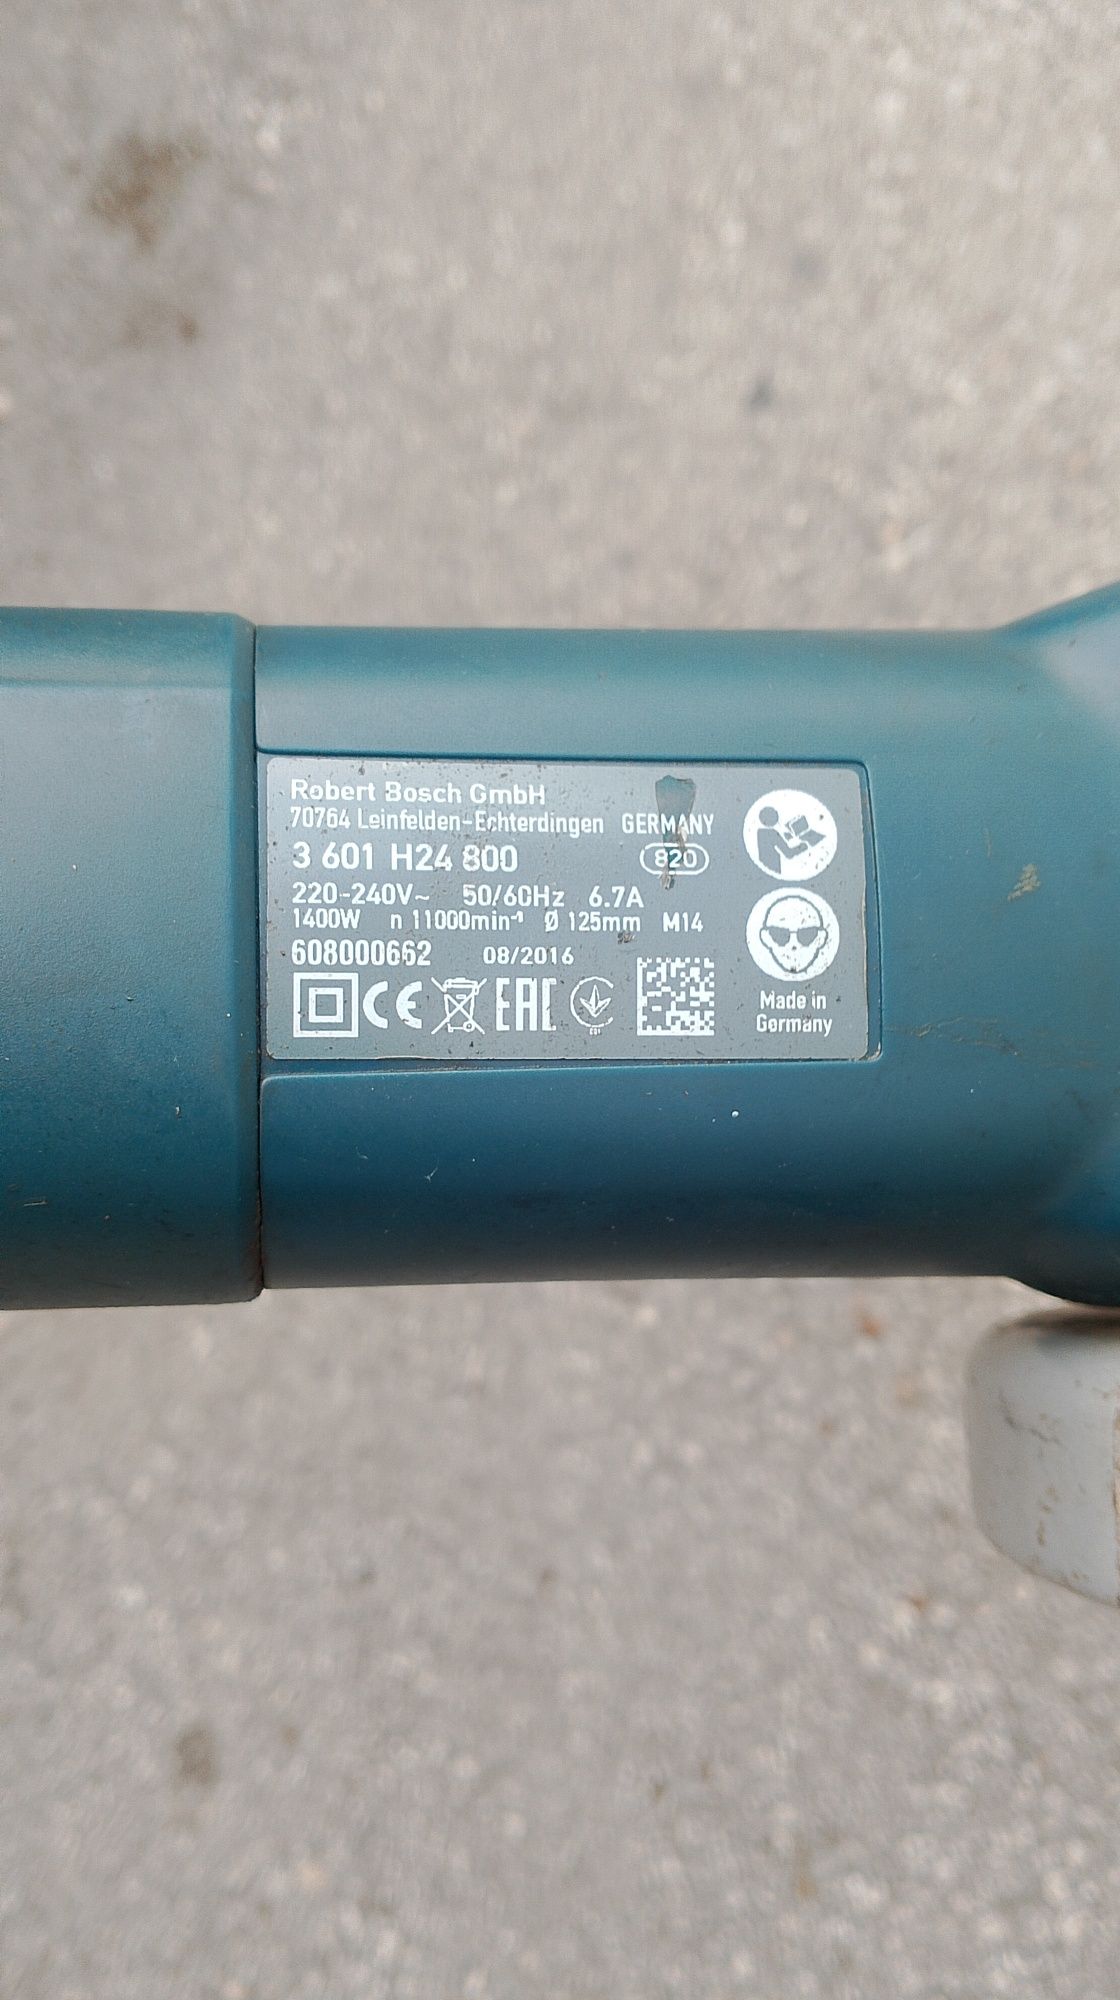 Robert Bosch GmbH
70764 Leinfelden-Echterdingen GERMANY
3 601 H24 800 820
220-240V~ 50/60Hz 6.7A
1400W n 11000min⁻¹ Ø 125mm M14
608000662 08/2016
CE EAC
Made in
Germany